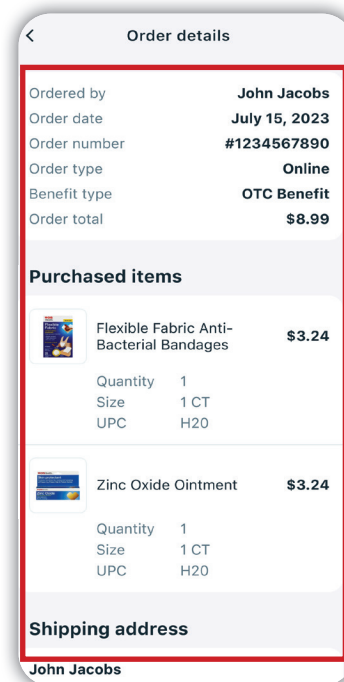 Order details
Ordered by John Jacobs
Order date July 15, 2023
Order number #1234567890
Order type Online
Benefit type OTC Benefit
Order total $8.99
Purchased items
Flexible Fabric Anti-
Bacterial Bandages $3.24
Quantity 1
Size 1 CT
UPC H20
Zinc Oxide Ointment $3.24
Quantity 1
Size 1 CT
UPC H20
Shipping address
John Jacobs